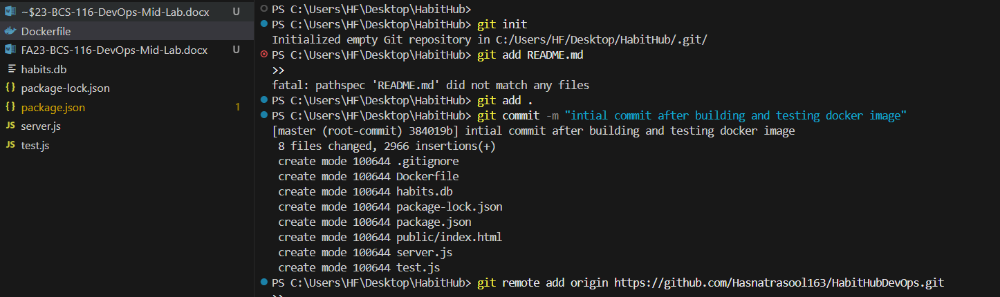 ~$23-BCS-116-DevOps-Mid-Lab.docx U
Dockerfile
FA23-BCS-116-DevOps-Mid-Lab.docx U
habits.db
{} package-lock.json
{} package.json 1
JS server.js
JS test.js
PS C:\Users\HF\Desktop\HabitHub>
PS C:\Users\HF\Desktop\HabitHub> git init
Initialized empty Git repository in C:/Users/HF/Desktop/HabitHub/.git/
PS C:\Users\HF\Desktop\HabitHub> git add README.md
>>
fatal: pathspec 'README.md' did not match any files
PS C:\Users\HF\Desktop\HabitHub> git add .
PS C:\Users\HF\Desktop\HabitHub> git commit -m "intial commit after building and testing docker image"
[master (root-commit) 384019b] intial commit after building and testing docker image
8 files changed, 2966 insertions(+)
create mode 100644 .gitignore
create mode 100644 Dockerfile
create mode 100644 habits.db
create mode 100644 package-lock.json
create mode 100644 package.json
create mode 100644 public/index.html
create mode 100644 server.js
create mode 100644 test.js
PS C:\Users\HF\Desktop\HabitHub> git remote add origin https://github.com/Hasnatrasool163/HabitHubDevOps.git
>>